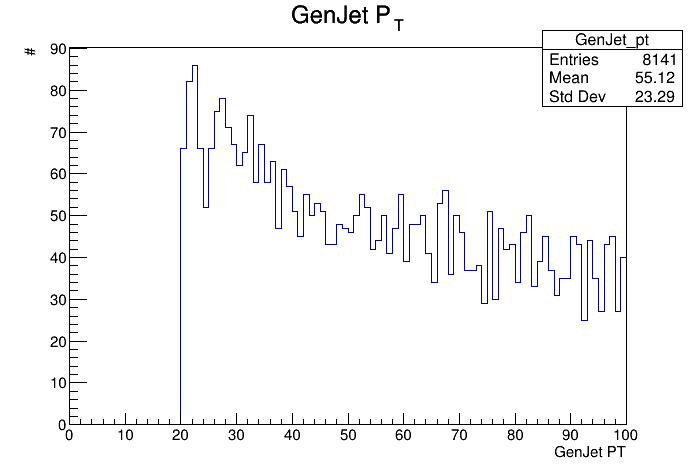 GenJet PT
GenJet_pt
Entries 8141
Mean 55.12
Std Dev 23.29
#
90
80
70
60
50
40
30
20
10
0
0 10 20 30 40 50 60 70 80 90 100
GenJet PT